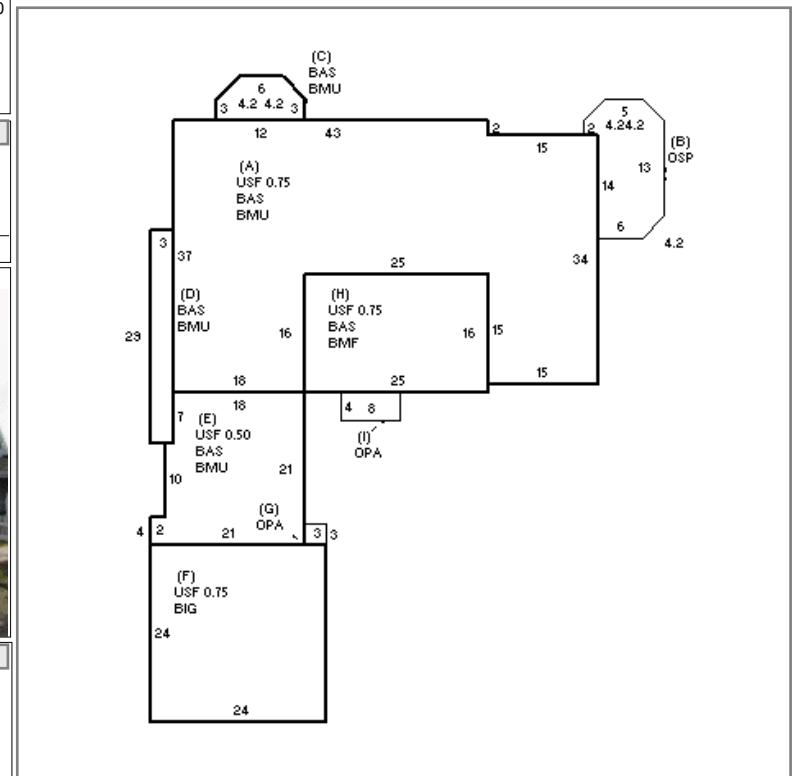 (C)
BAS
BMU
6
3 4.2 4.2 3
12 43
2
15
2
5
4.24.2
(B)
OSP
13
14
6
4.2
(A)
USF 0.75
BAS
BMU
3
37
34
25
(D)
BAS
BMU
29
(H)
USF 0.75
BAS
BMF
16
16
15
15
18
25
18
7
4 8
(I)
OPA
(E)
USF 0.50
BAS
BMU
10
21
(G)
OPA
4 2
21
3 3
(F)
USF 0.75
BIG
24
24